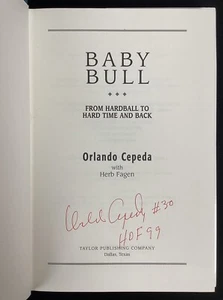 BABY
BULL
FROM HARDBALL TO
HARD TIME AND BACK
Orlando Cepeda
with
Herb Fagen
Orlando Cepeda #30
HOF 99
TAYLOR PUBLISHING COMPANY
Dallas, Texas